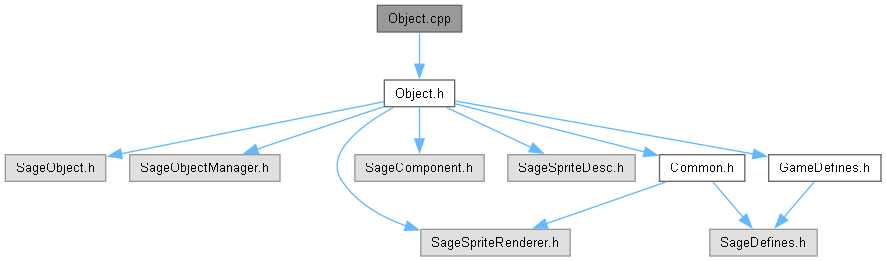 Object.cpp
Object.h
SageObject.h
SageObjectManager.h
SageComponent.h
SageSpriteDesc.h
Common.h
GameDefines.h
SageSpriteRenderer.h
SageDefines.h